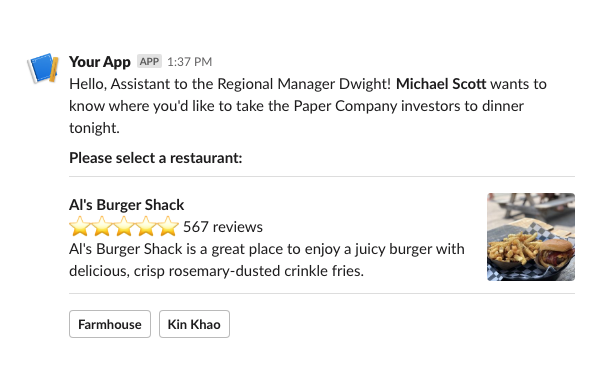 Your App APP 1:37 PM
Hello, Assistant to the Regional Manager Dwight! Michael Scott wants to
know where you'd like to take the Paper Company investors to dinner
tonight.
Please select a restaurant:
Al's Burger Shack
567 reviews
Al's Burger Shack is a great place to enjoy a juicy burger with
delicious, crisp rosemary-dusted crinkle fries.
Farmhouse
Kin Khao